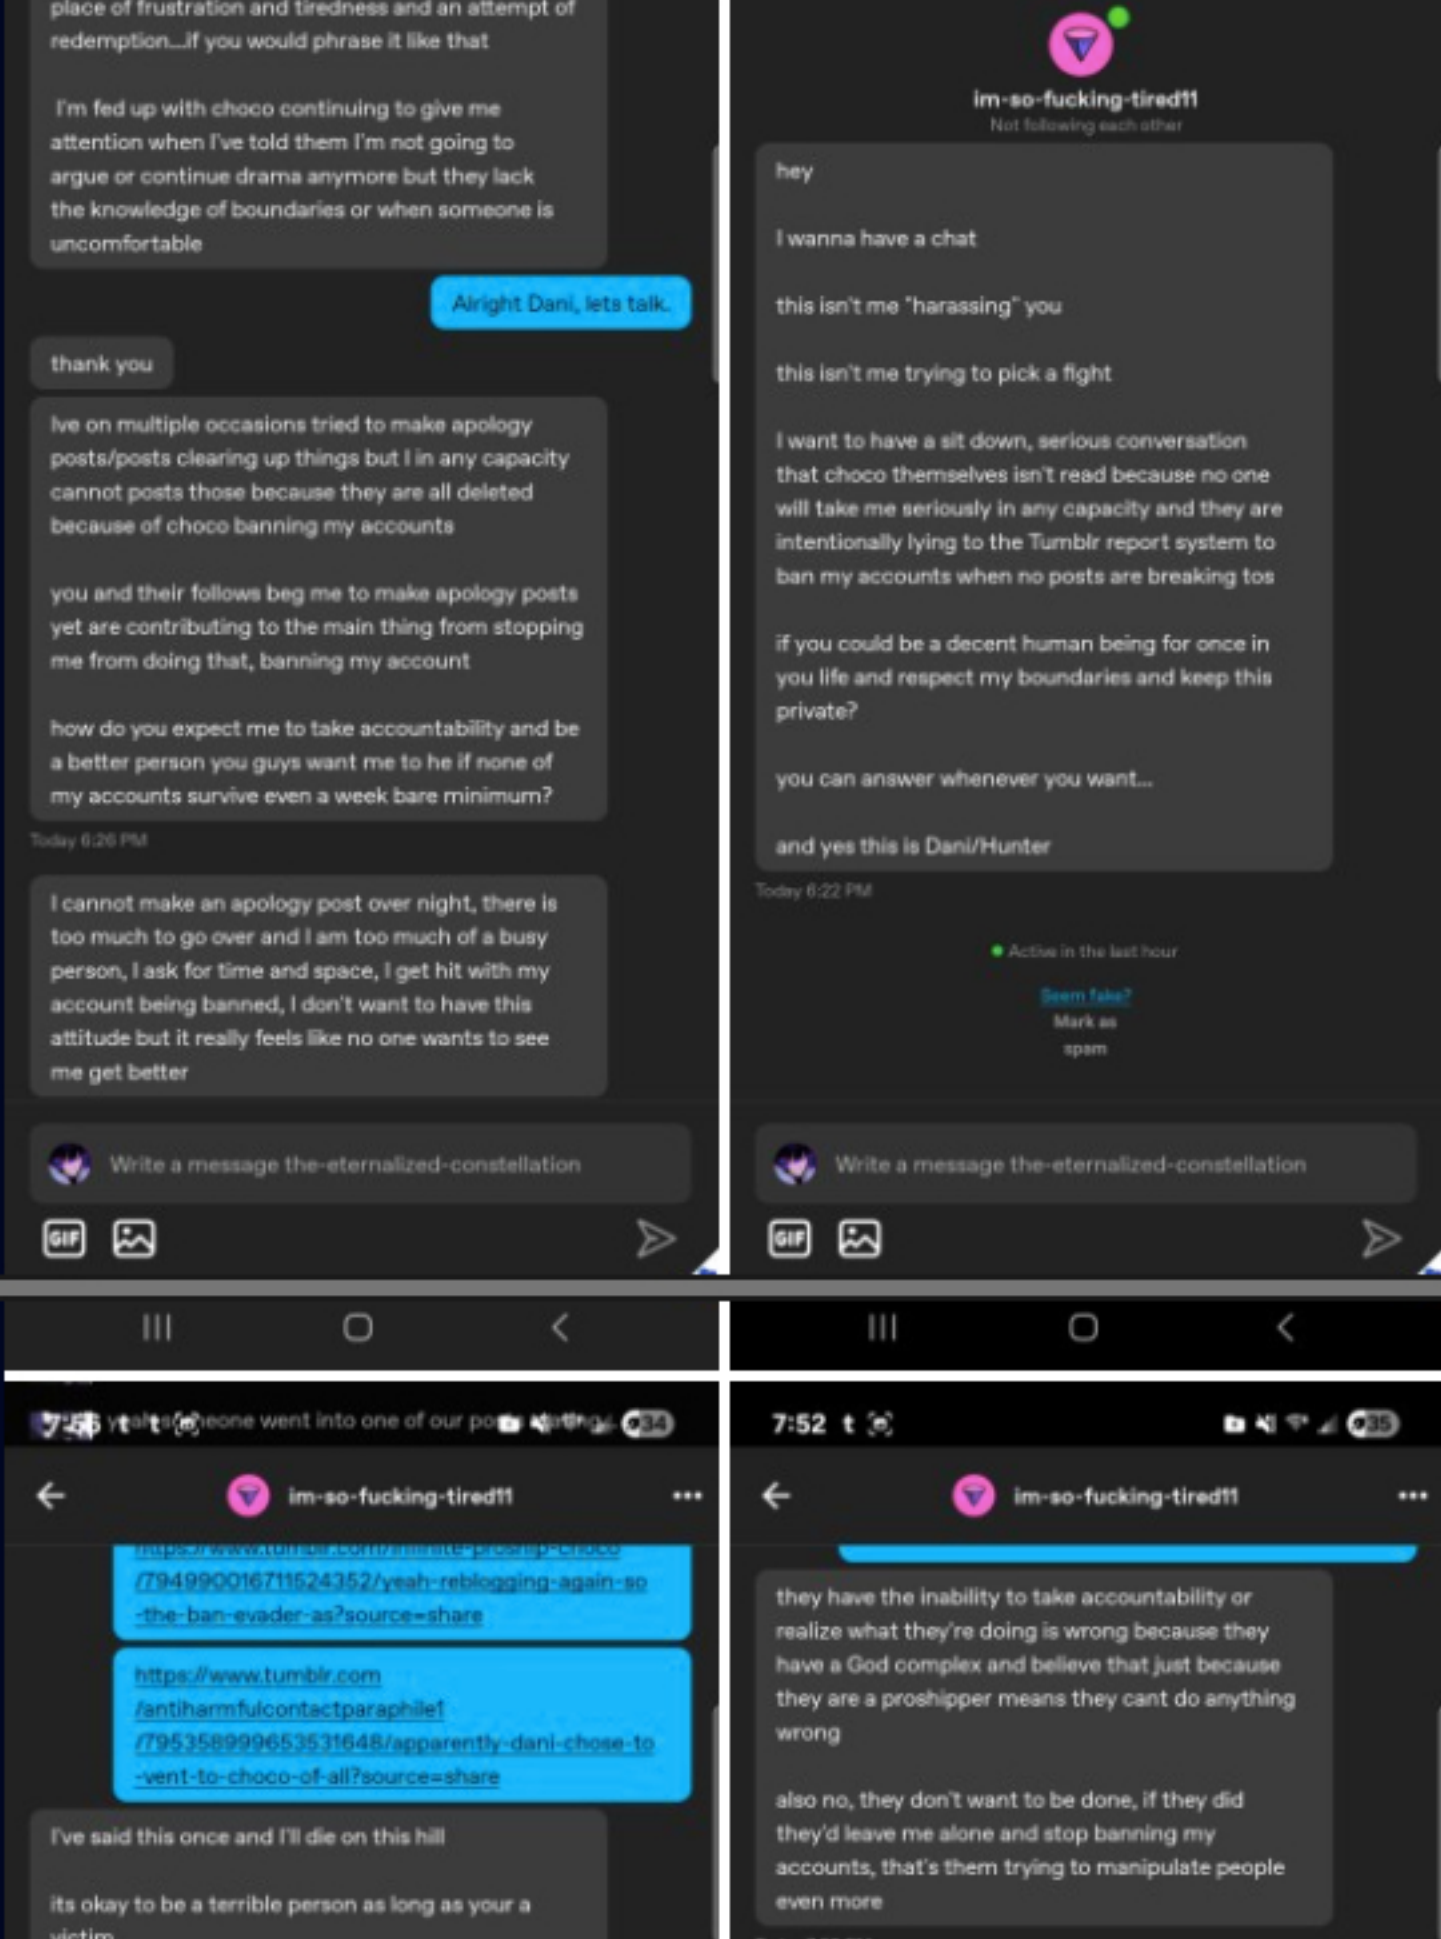 place of frustration and tiredness and an attempt of
redemption...if you would phrase it like that
I'm fed up with choco continuing to give me
attention when I've told them I'm not going to
argue or continue drama anymore but they lack
the knowledge of boundaries or when someone is
uncomfortable
Alright Dani, lets talk.
thank you
Ive on multiple occasions tried to make apology
posts/posts clearing up things but I in any capacity
cannot posts those because they are all deleted
because of choco banning my accounts
you and their follows beg me to make apology posts
yet are contributing to the main thing from stopping
me from doing that, banning my account
how do you expect me to take accountability and be
a better person you guys want me to he if none of
my accounts survive even a week bare minimum?
Today 6:26 PM
I cannot make an apology post over night, there is
too much to go over and I am too much of a busy
person, I ask for time and space, I get hit with my
account being banned, I don't want to have this
attitude but it really feels like no one wants to see
me get better
Write a message the-eternalized-constellation
GIF
im-so-fucking-tired11
Not following each other
hey
I wanna have a chat
this isn't me "harassing" you
this isn't me trying to pick a fight
I want to have a sit down, serious conversation
that choco themselves isn't read because no one
will take me seriously in any capacity and they are
intentionally lying to the Tumblr report system to
ban my accounts when no posts are breaking tos
if you could be a decent human being for once in
you life and respect my boundaries and keep this
private?
you can answer whenever you want...
and yes this is Dani/Hunter
Today 6:22 PM
Active in the last hour
Seem fake?
Mark as
spam
Write a message the-eternalized-constellation
GIF
eone went into one of our po
34
im-so-fucking-tired11
https://www.tumblr.com/infinite-proship-choco
/794990016711524352/yeah-reblogging-again-so
-the-ban-evader-as?source=share
https://www.tumblr.com
/antiharmfulcontactparaphile1
/795358999653531648/apparently-dani-chose-to
-vent-to-choco-of-all?source=share
I've said this once and I'll die on this hill
its okay to be a terrible person as long as your a
victim
7:52 t
35
im-so-fucking-tired11
they have the inability to take accountability or
realize what they're doing is wrong because they
have a God complex and believe that just because
they are a proshipper means they cant do anything
wrong
also no, they don't want to be done, if they did
they'd leave me alone and stop banning my
accounts, that's them trying to manipulate people
even more